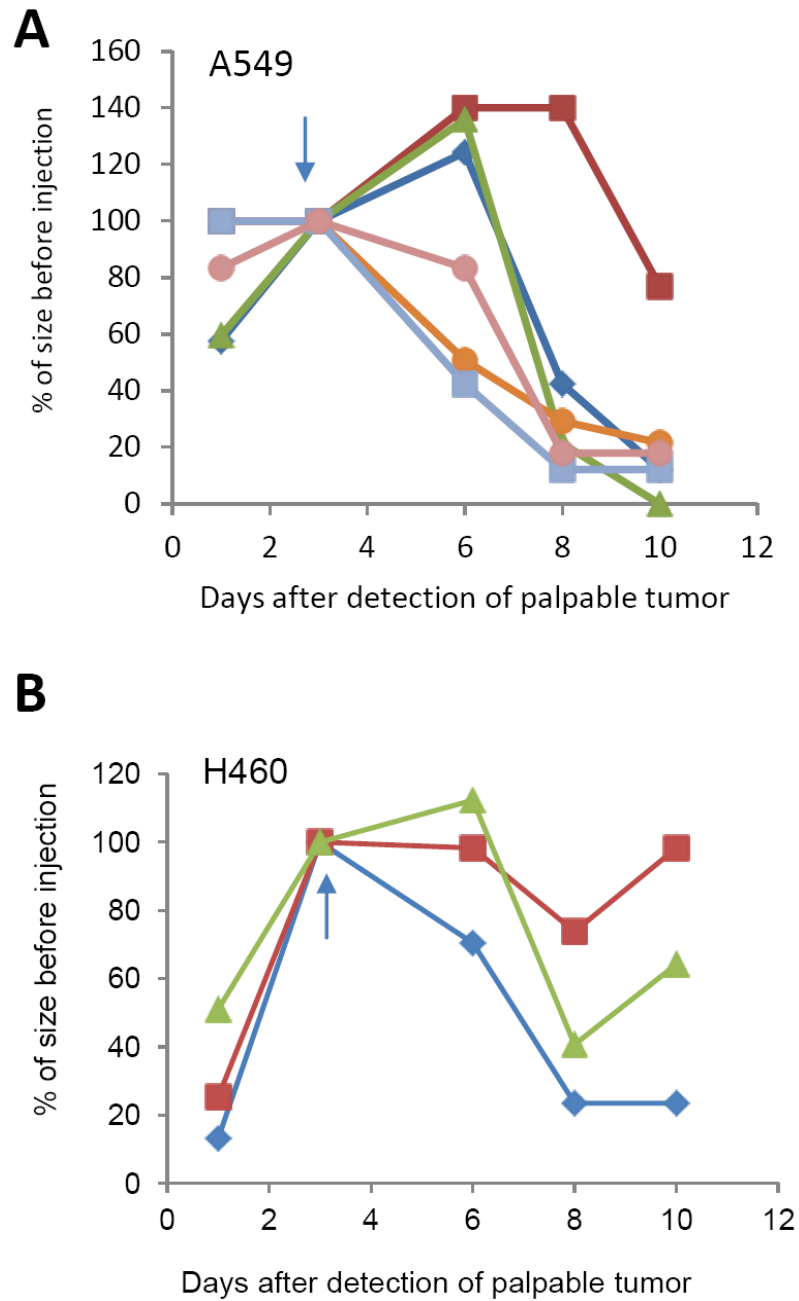 A
A549
% of size before injection
160
140
120
100
80
60
40
20
0
0 2 4 6 8 10 12
Days after detection of palpable tumor
B
H460
% of size before injection
120
100
80
60
40
20
0
0 2 4 6 8 10 12
Days after detection of palpable tumor